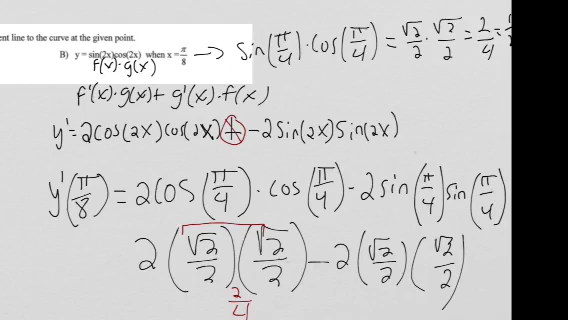 ent line to the curve at the given point.
B) y = sin(2x)cos(2x) when x = π/8 → sin(π/4)·cos(π/4) = √2/2 · √2/2 = 2/4 =
f(x)·g(x)
f'(x)·g(x) + g'(x)·f(x)
y' = 2cos(2x)cos(2x) + -2sin(2x)sin(2x)
y'(π/8) = 2cos(π/4)·cos(π/4) - 2sin(π/4)sin(π/4)
2(√2/2)(√2/2) - 2(√2/2)(√2/2)
2/4